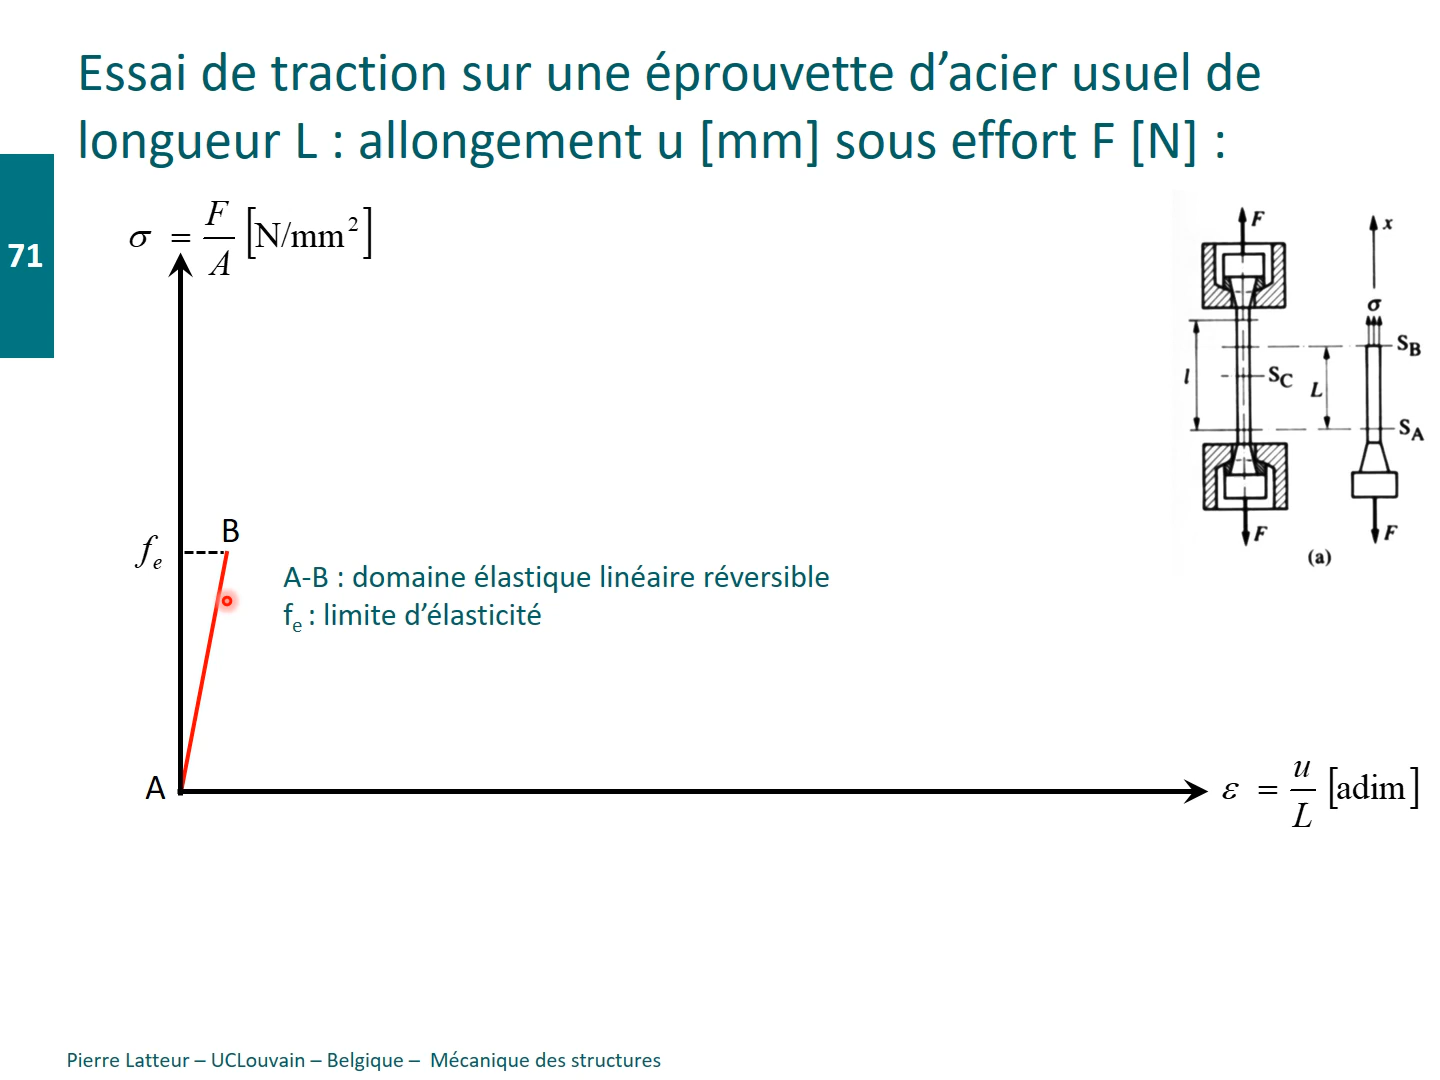 Essai de traction sur une éprouvette d’acier usuel de
longueur L : allongement u [mm] sous effort F [N] :
71
σ = F/A [N/mm²]
F
x
σ
S_B
l
S_C
L
S_A
F
F
(a)
B
f_e
A-B : domaine élastique linéaire réversible
f_e : limite d’élasticité
A
ε = u/L [adim]
Pierre Latteur – UCLouvain – Belgique – Mécanique des structures